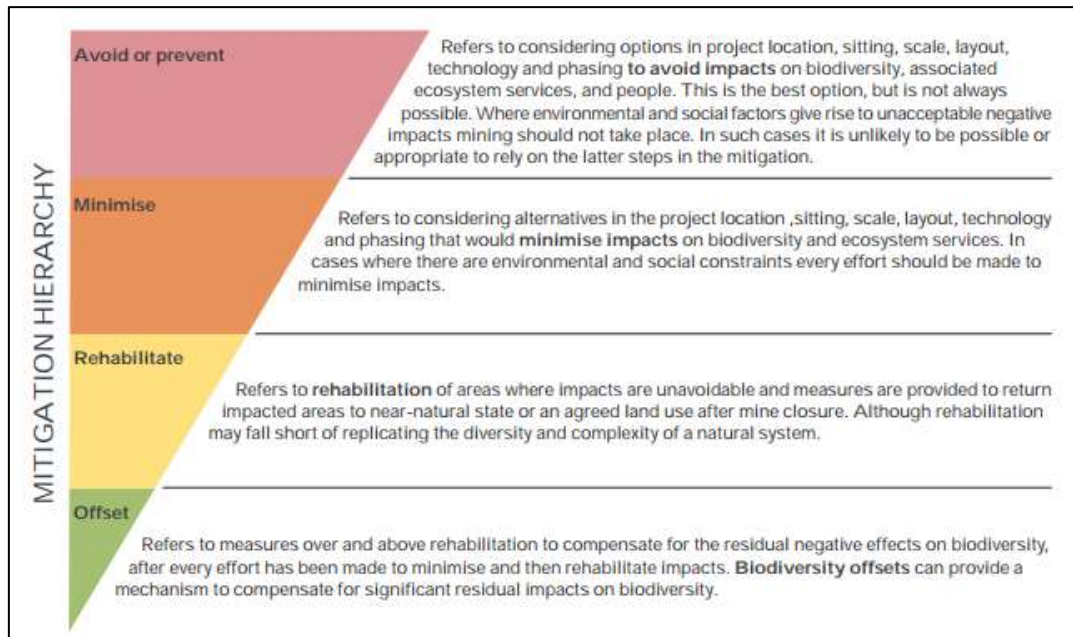 MITIGATION HIERARCHY
Avoid or prevent
Refers to considering options in project location, sitting, scale, layout,
technology and phasing to avoid impacts on biodiversity, associated
ecosystem services, and people. This is the best option, but is not always
possible. Where environmental and social factors give rise to unacceptable negative
impacts mining should not take place. In such cases it is unlikely to be possible or
appropriate to rely on the latter steps in the mitigation.
Minimise
Refers to considering alternatives in the project location ,sitting, scale, layout, technology
and phasing that would minimise impacts on biodiversity and ecosystem services. In
cases where there are environmental and social constraints every effort should be made to
minimise impacts.
Rehabilitate
Refers to rehabilitation of areas where impacts are unavoidable and measures are provided to return
impacted areas to near-natural state or an agreed land use after mine closure. Although rehabilitation
may fall short of replicating the diversity and complexity of a natural system.
Offset
Refers to measures over and above rehabilitation to compensate for the residual negative effects on biodiversity,
after every effort has been made to minimise and then rehabilitate impacts. Biodiversity offsets can provide a
mechanism to compensate for significant residual impacts on biodiversity.